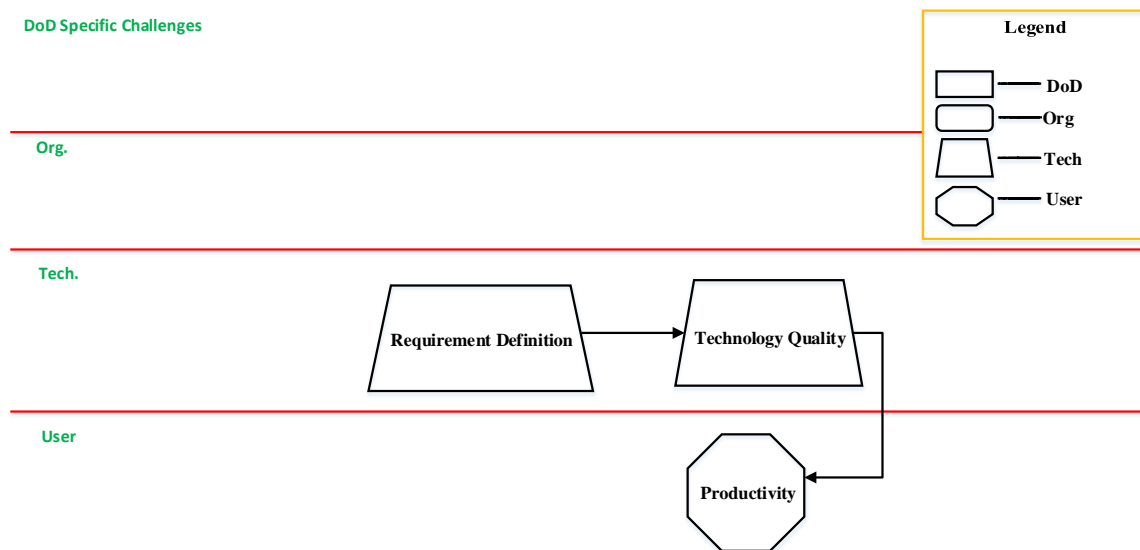 DoD Specific Challenges
Legend
DoD
Org
Org.
Tech
User
Tech.
Requirement Definition
Technology Quality
User
Productivity